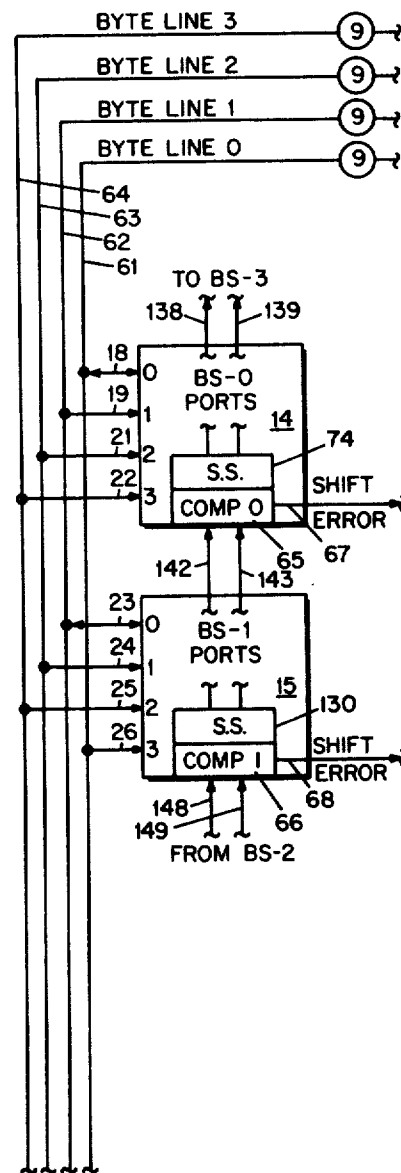 BYTE LINE 3
9
BYTE LINE 2
9
BYTE LINE 1
9
BYTE LINE 0
9
64
63
62
61
TO BS-3
138
139
18
0
BS-0
PORTS
19
1
14
21
2
74
22
3
S.S.
SHIFT
COMP 0
ERROR
65
67
142
143
23
0
BS-1
PORTS
24
1
25
2
15
130
26
3
S.S.
SHIFT
COMP 1
ERROR
148
66
68
149
FROM BS-2